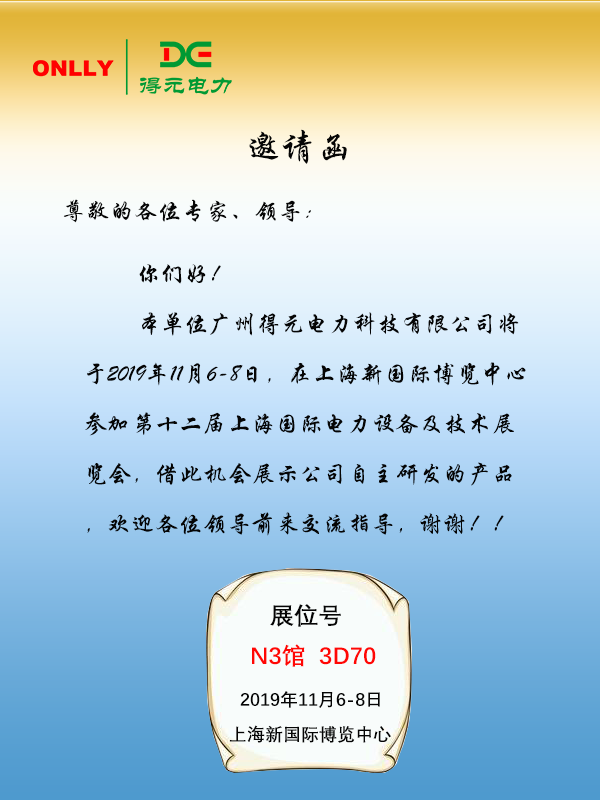 ONLLY
DE
得元电力
邀请函
尊敬的各位专家、领导：
你们好！
本单位广州得元电力科技有限公司将
于2019年11月6-8日，在上海新国际博览中心
参加第十二届上海国际电力设备及技术展
览会，借此机会展示公司自主研发的产品
，欢迎各位领导前来交流指导，谢谢！！
展位号
N3馆 3D70
2019年11月6-8日
上海新国际博览中心